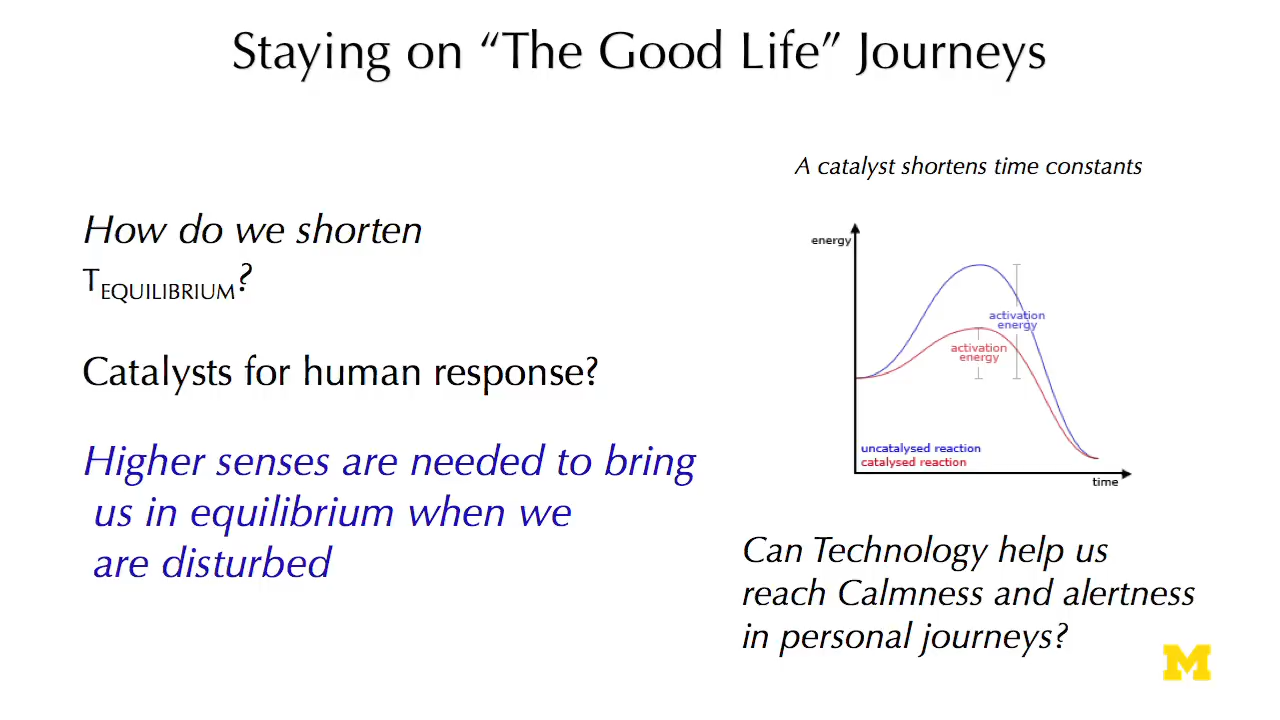 Staying on “The Good Life” Journeys
How do we shorten
TEQUILIBRIUM?
Catalysts for human response?
Higher senses are needed to bring
us in equilibrium when we
are disturbed
A catalyst shortens time constants
energy
activation
energy
activation
energy
uncatalysed reaction
catalysed reaction
time
Can Technology help us
reach Calmness and alertness
in personal journeys?
M